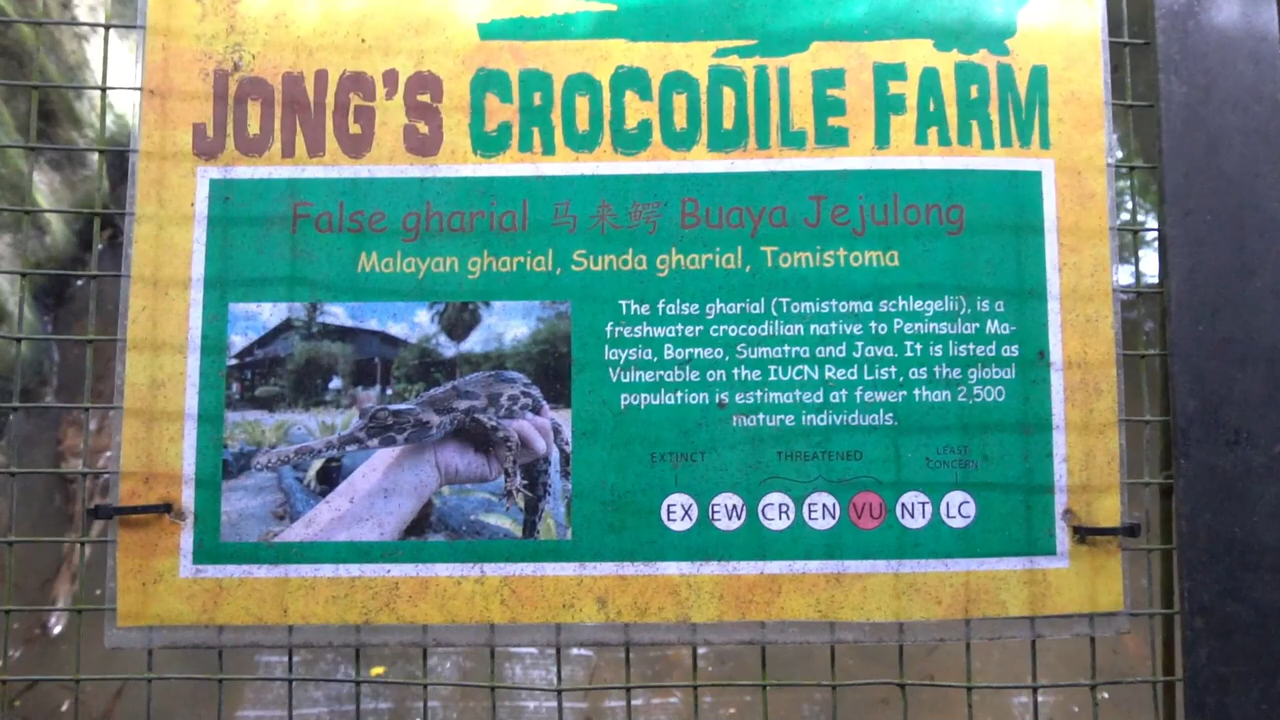 JONG'S CROCODILE FARM
False gharial 马来鳄 Buaya Jejulong
Malayan gharial, Sunda gharial, Tomistoma
The false gharial (Tomistoma schlegelii), is a
freshwater crocodilian native to Peninsular Ma-
laysia, Borneo, Sumatra and Java. It is listed as
Vulnerable on the IUCN Red List, as the global
population is estimated at fewer than 2,500
mature individuals.
EXTINCT THREATENED LEAST
CONCERN
EX EW CR EN VU NT LC